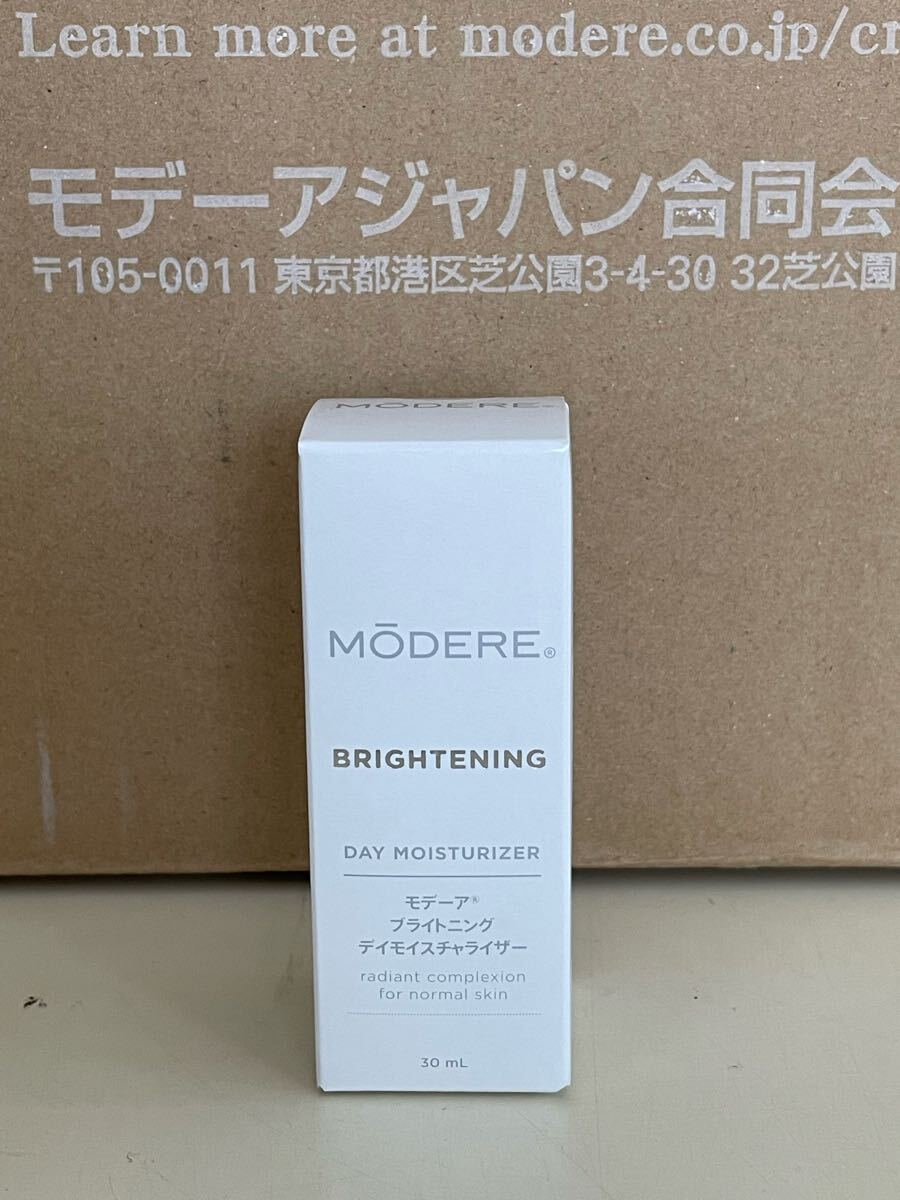 Learn more at modere.co.jp/cr
モデーアジャパン合同会
〒105-0011 東京都港区芝公園3-4-30 32芝公園
MŌDERE®
MŌDERE®
BRIGHTENING
DAY MOISTURIZER
モデーア®
ブライトニング
デイモイスチャライザー
radiant complexion
for normal skin
30 mL